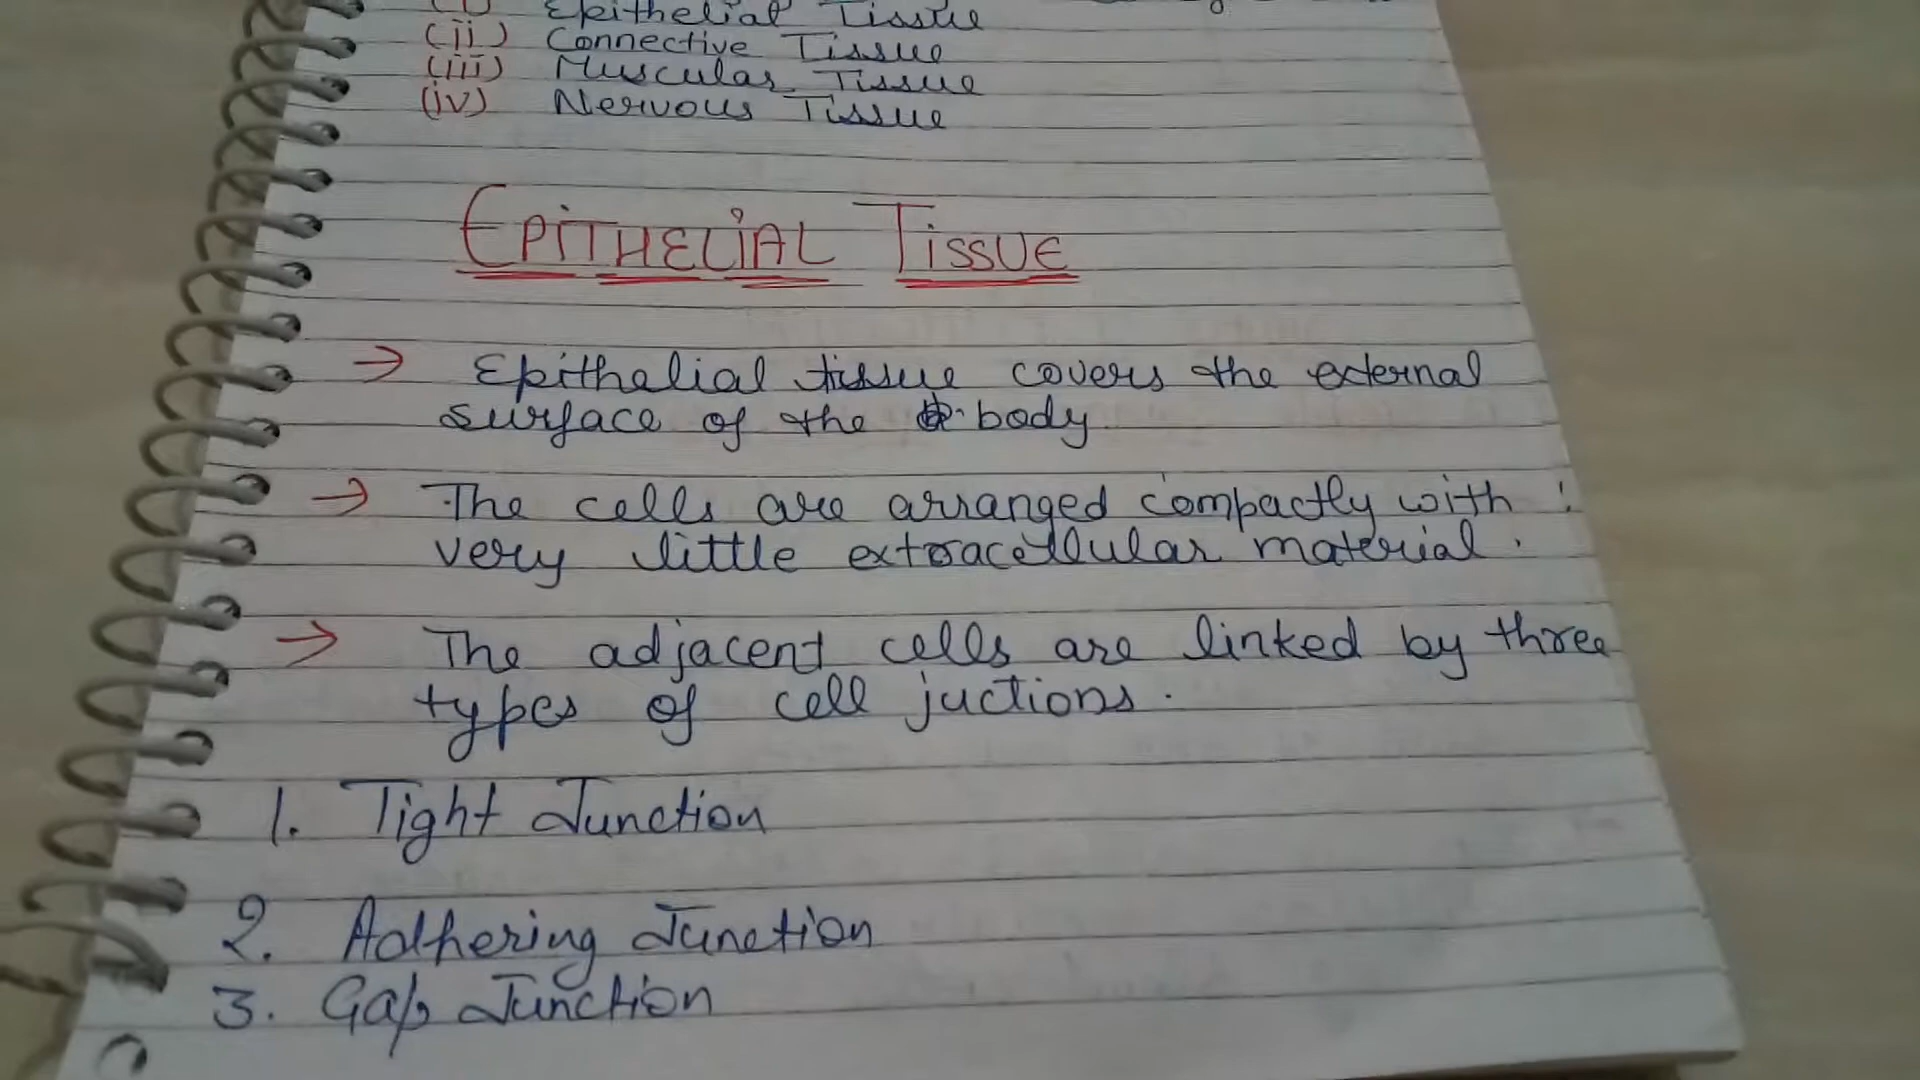 Epithelial Tissue
(ii) Connective Tissue
(iii) Muscular Tissue
(iv) Nervous Tissue
EPITHELIAL TISSUE
→ Epithelial tissue covers the external
surface of the body
→ The cells are arranged compactly with
very little extracellular material.
→ The adjacent cells are linked by three
types of cell juctions.
1. Tight Junction
2. Adhering Junction
3. Gap Junction